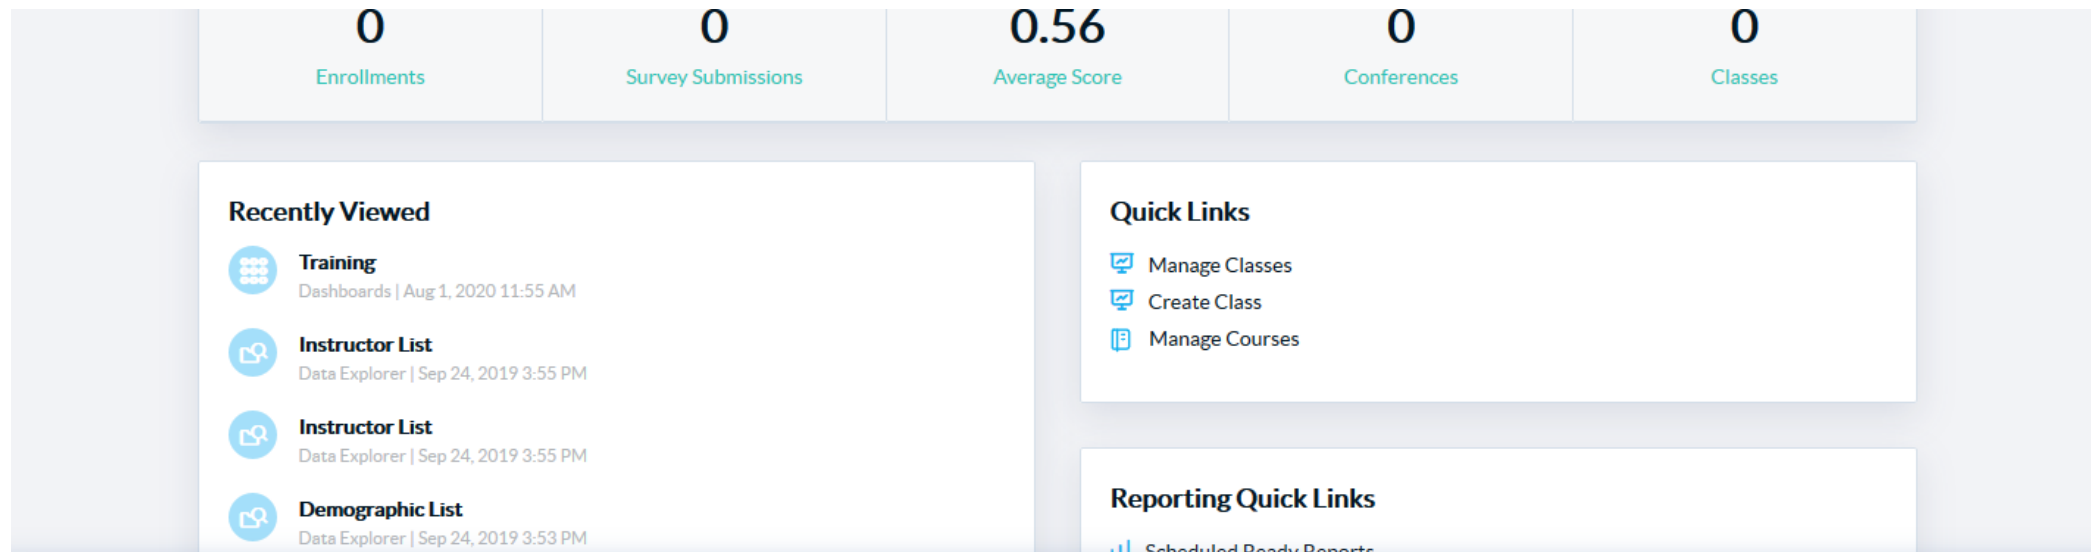 0
Enrollments
0
Survey Submissions
0.56
Average Score
0
Conferences
0
Classes
Recently Viewed
Training
Dashboards | Aug 1, 2020 11:55 AM
Instructor List
Data Explorer | Sep 24, 2019 3:55 PM
Instructor List
Data Explorer | Sep 24, 2019 3:55 PM
Demographic List
Data Explorer | Sep 24, 2019 3:53 PM
Quick Links
Manage Classes
Create Class
Manage Courses
Reporting Quick Links
Scheduled Ready Reports